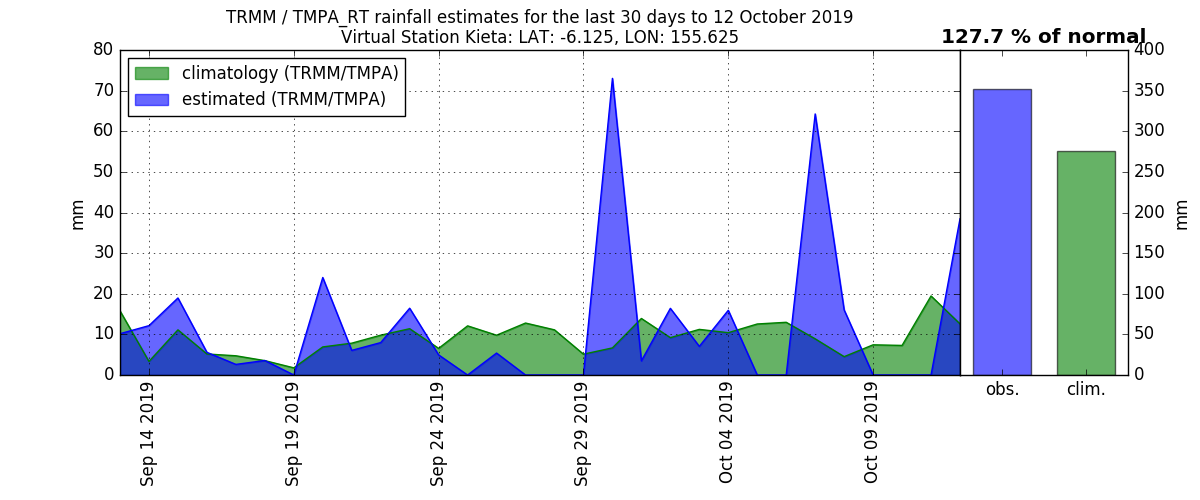 TRMM / TMPA_RT rainfall estimates for the last 30 days to 12 October 2019
Virtual Station Kieta: LAT: -6.125, LON: 155.625
127.7 % of normal
climatology (TRMM/TMPA)
estimated (TRMM/TMPA)
mm
80
70
60
50
40
30
20
10
0
Sep 14 2019
Sep 19 2019
Sep 24 2019
Sep 29 2019
Oct 04 2019
Oct 09 2019
obs.
clim.
400
350
300
250
200
150
100
50
0
mm